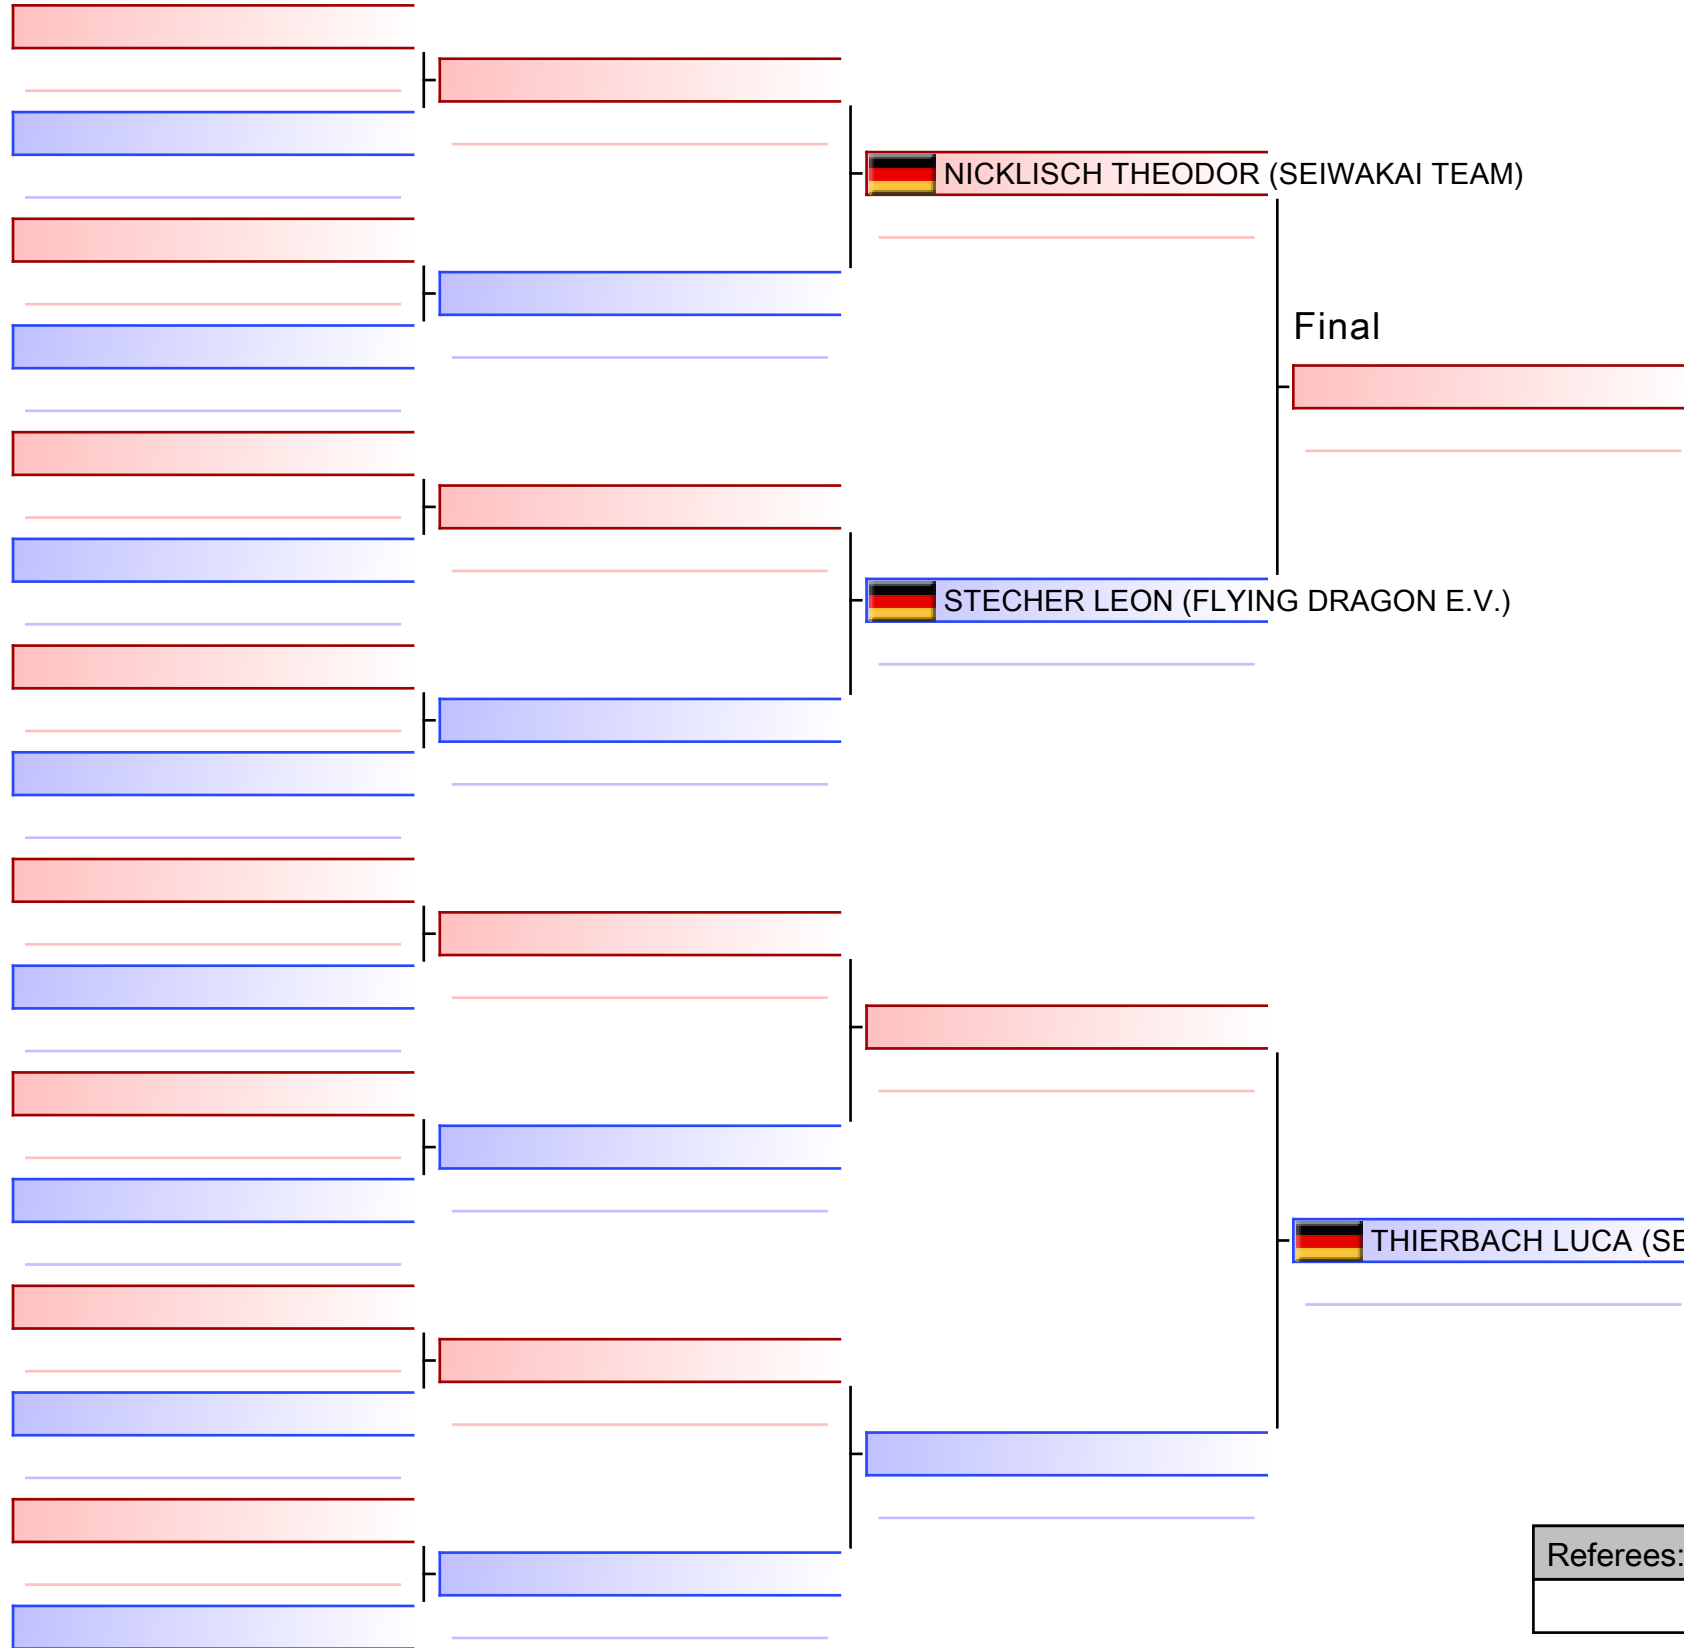 NICKLISCH THEODOR (SEIWAKAI TEAM)
Final
STECHER LEON (FLYING DRAGON E.V.)
THIERBACH LUCA (SE
Referees: